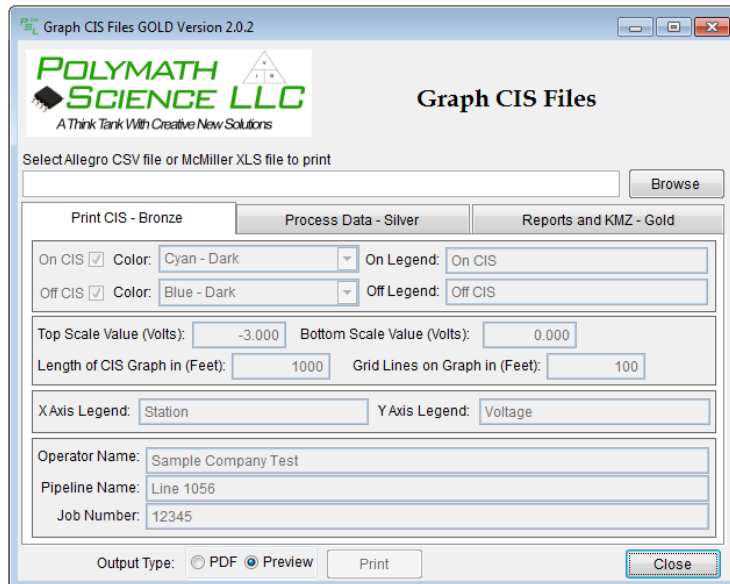 Graph CIS Files GOLD Version 2.0.2
POLYMATH
SCIENCE LLC
V
I R
A Think Tank With Creative New Solutions
Graph CIS Files
Select Allegro CSV file or McMiller XLS file to print
Browse
Print CIS - Bronze Process Data - Silver Reports and KMZ - Gold
On CIS Color: Cyan - Dark On Legend: On CIS
Off CIS Color: Blue - Dark Off Legend: Off CIS
Top Scale Value (Volts): -3.000 Bottom Scale Value (Volts): 0.000
Length of CIS Graph in (Feet): 1000 Grid Lines on Graph in (Feet): 100
X Axis Legend: Station Y Axis Legend: Voltage
Operator Name: Sample Company Test
Pipeline Name: Line 1056
Job Number: 12345
Output Type: PDF Preview Print Close